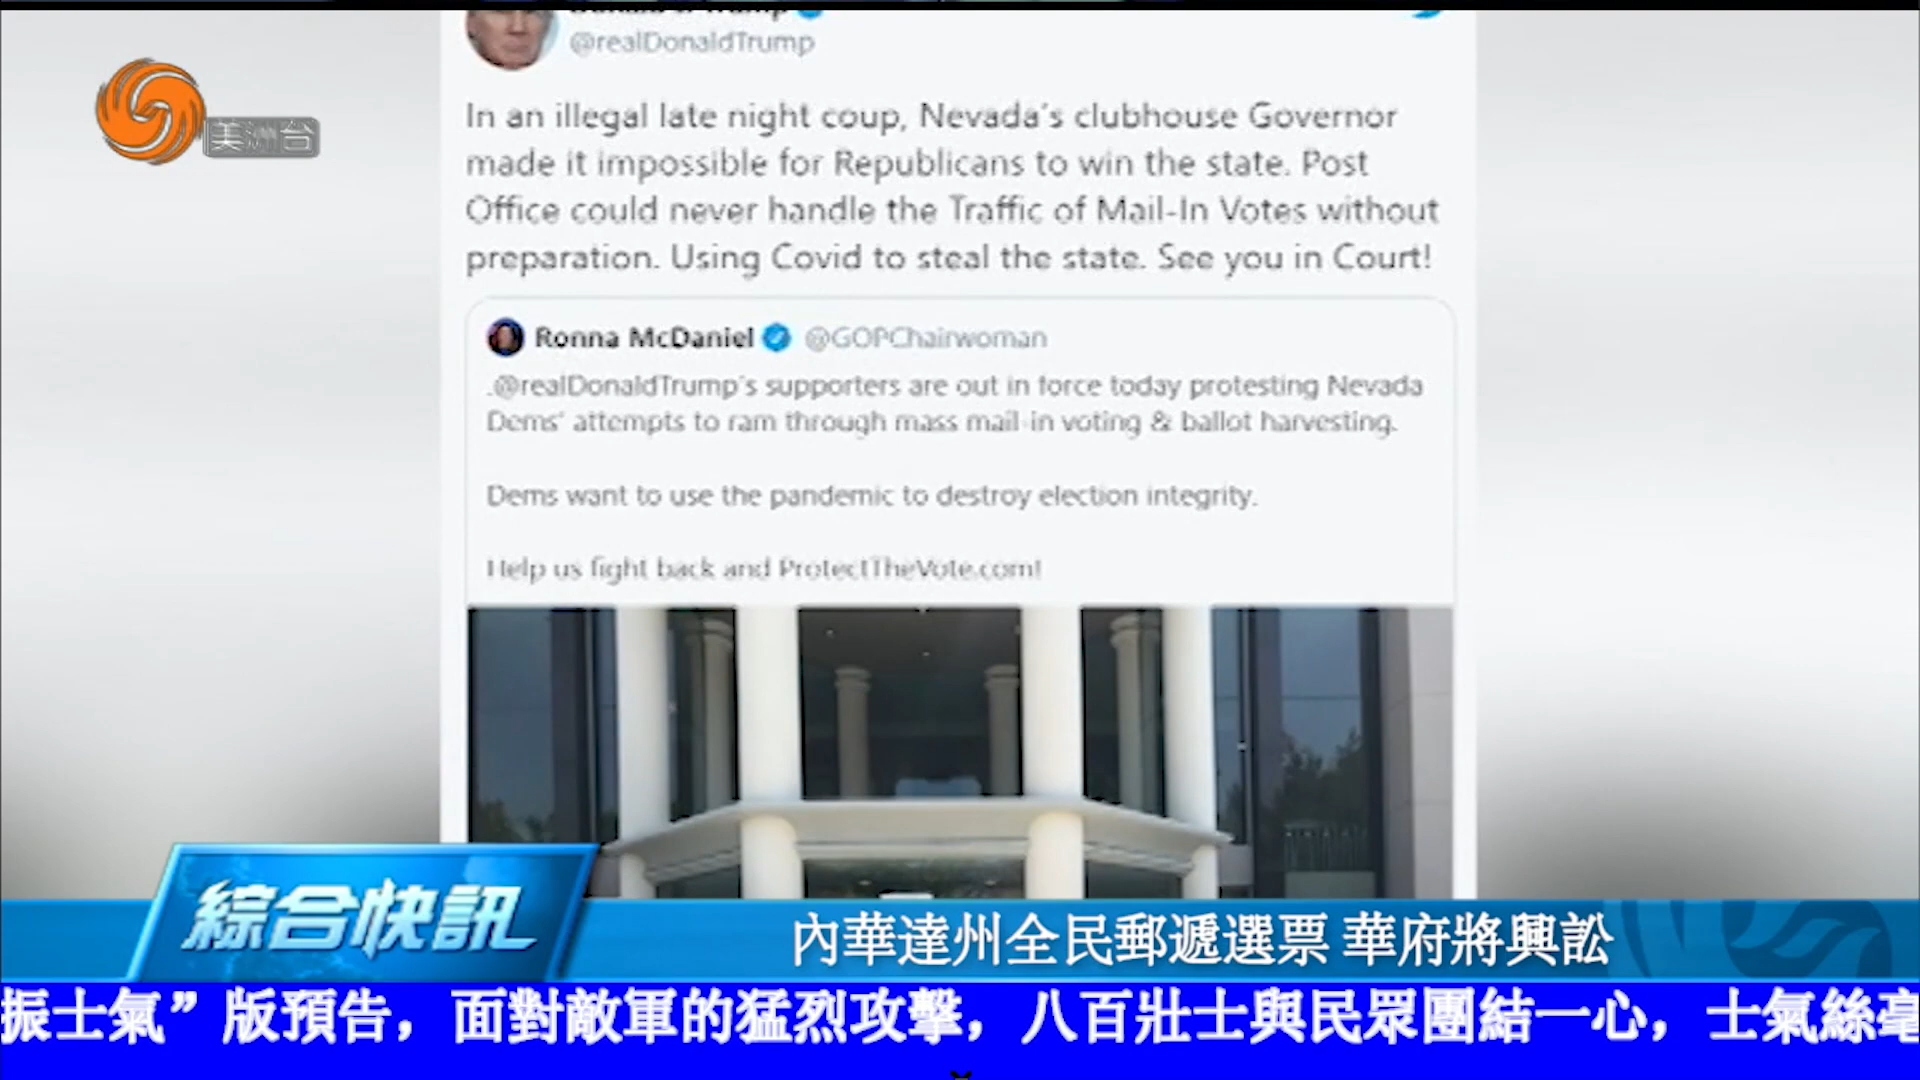 @realDonaldTrump
美洲台
In an illegal late night coup, Nevada's clubhouse Governor
made it impossible for Republicans to win the state. Post
Office could never handle the Traffic of Mail-In Votes without
preparation. Using Covid to steal the state. See you in Court!
Ronna McDaniel @GOPChairwoman
.@realDonaldTrump's supporters are out in force today protesting Nevada
Dems' attempts to ram through mass mail-in voting & ballot harvesting.
Dems want to use the pandemic to destroy election integrity.
Help us fight back and ProtectTheVote.com!
綜合快訊
內華達州全民郵遞選票 華府將興訟
振士氣”版預告，面對敵軍的猛烈攻擊，八百壯士與民眾團結一心，士氣絲毫